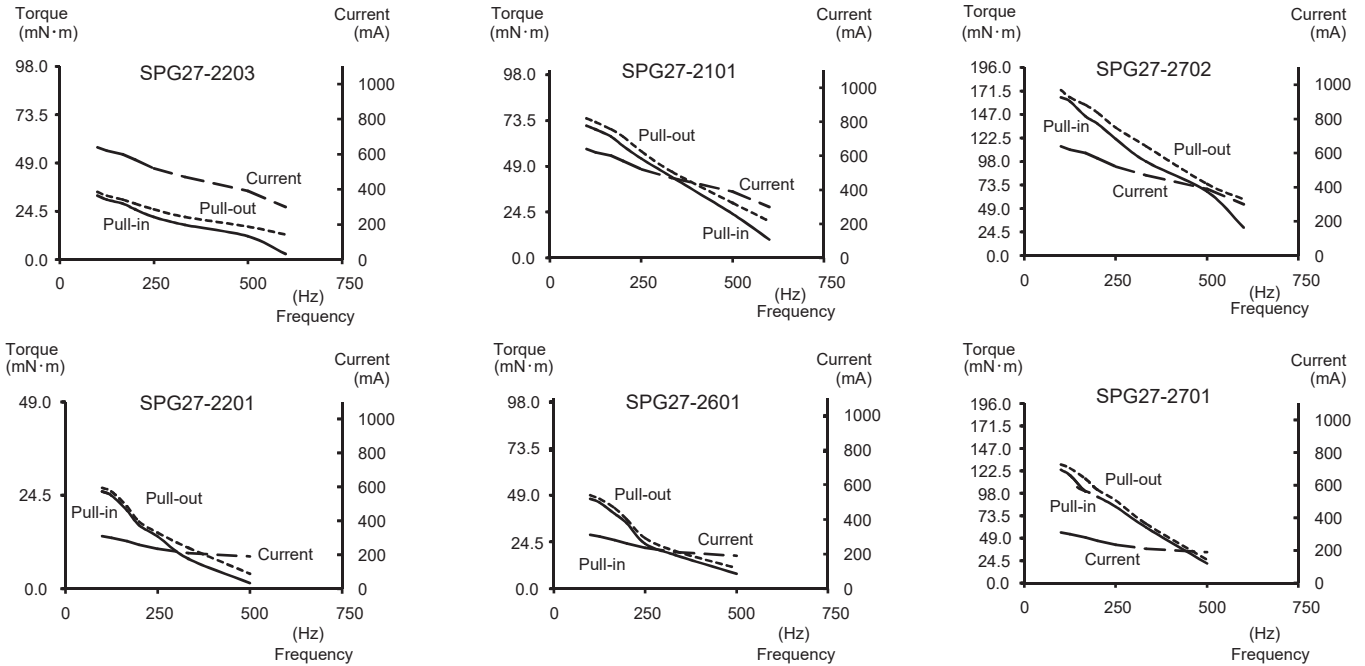 Torque
(mN·m)
Current
(mA)
SPG27-2203
98.0
73.5
49.0
24.5
0.0
1000
800
600
400
200
0
Current
Pull-out
Pull-in
0
250
500
750
(Hz)
Frequency
Torque
(mN·m)
Current
(mA)
SPG27-2101
98.0
73.5
49.0
24.5
0.0
1000
800
600
400
200
0
Pull-out
Current
Pull-in
0
250
500
750
(Hz)
Frequency
Torque
(mN·m)
Current
(mA)
SPG27-2702
196.0
171.5
147.0
122.5
98.0
73.5
49.0
24.5
0.0
1000
800
600
400
200
0
Pull-in
Pull-out
Current
0
250
500
750
(Hz)
Frequency
Torque
(mN·m)
Current
(mA)
SPG27-2201
49.0
24.5
0.0
1000
800
600
400
200
0
Pull-out
Pull-in
Current
0
250
500
750
(Hz)
Frequency
Torque
(mN·m)
Current
(mA)
SPG27-2601
98.0
73.5
49.0
24.5
0.0
1000
800
600
400
200
0
Pull-out
Current
Pull-in
0
250
500
750
(Hz)
Frequency
Torque
(mN·m)
Current
(mA)
SPG27-2701
196.0
171.5
147.0
122.5
98.0
73.5
49.0
24.5
0.0
1000
800
600
400
200
0
Pull-out
Pull-in
Current
0
250
500
750
(Hz)
Frequency